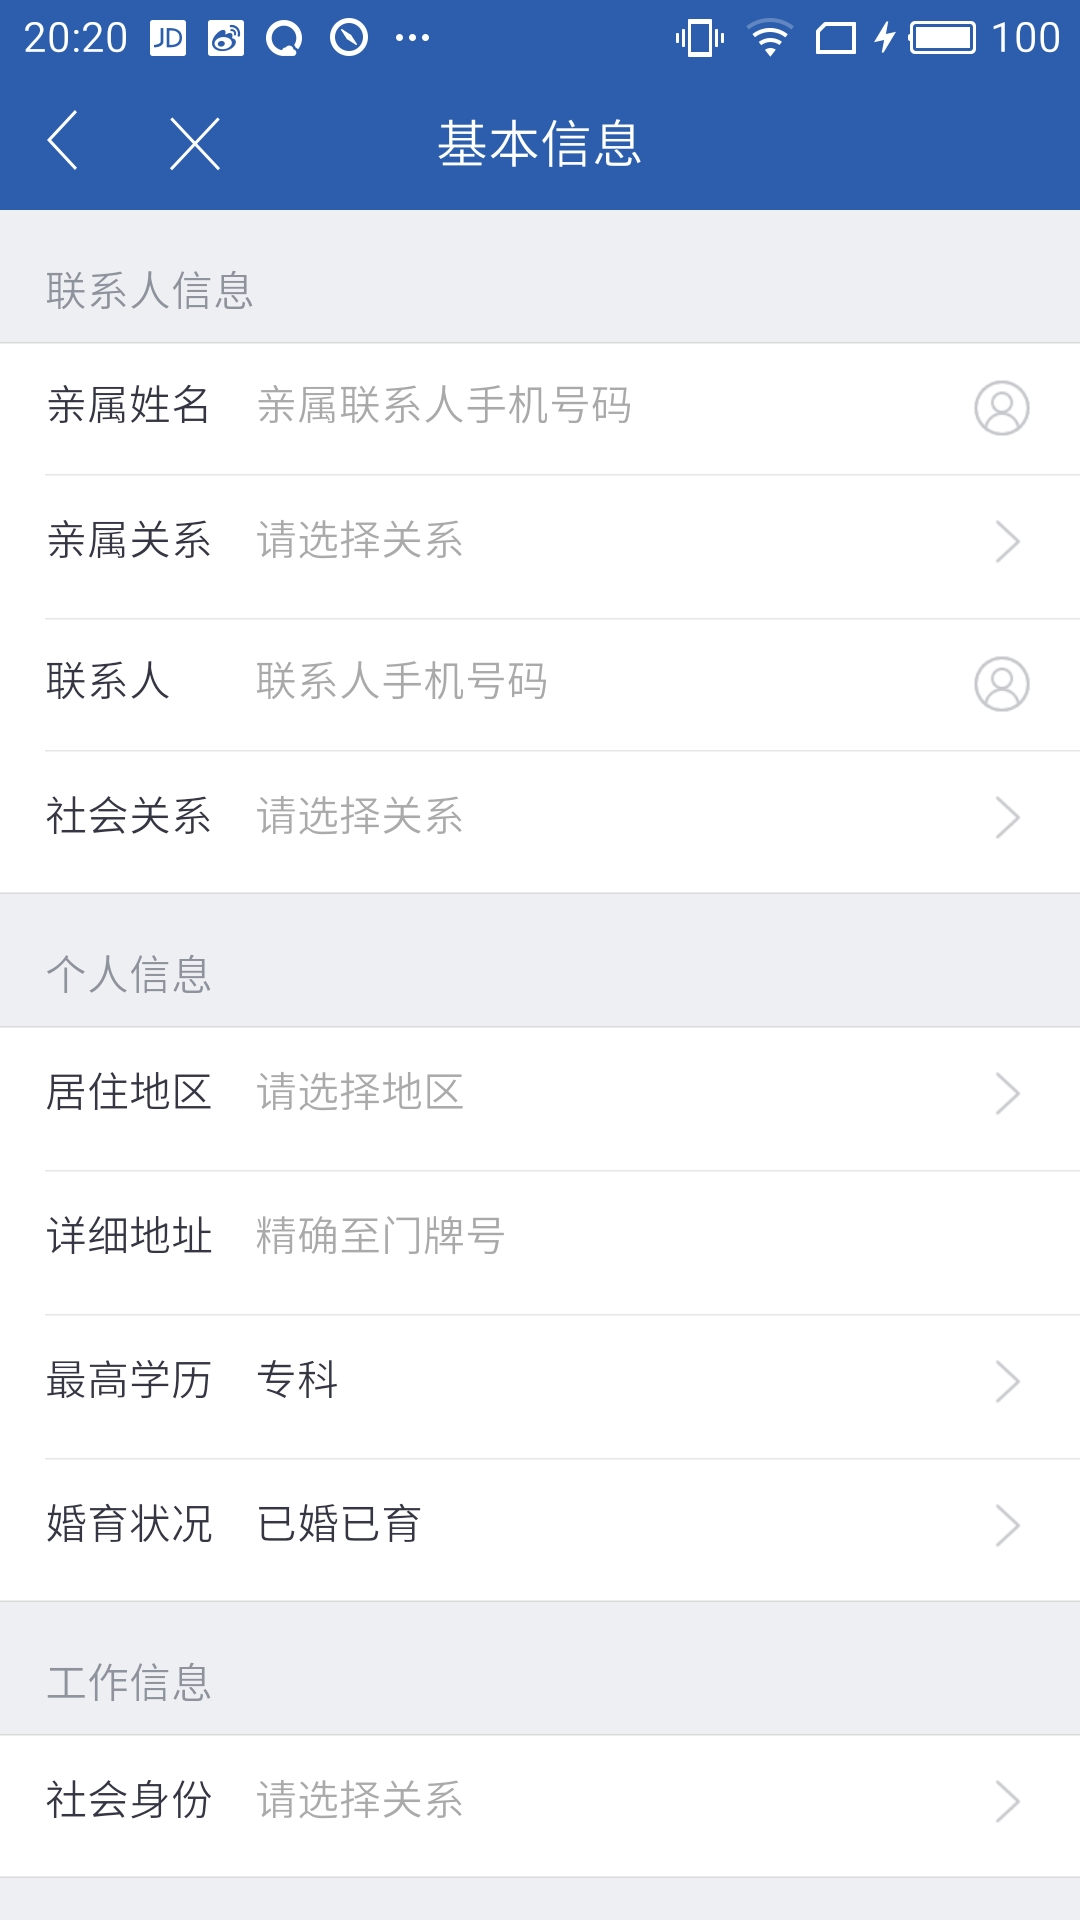 20:20 JD 100
基本信息
联系人信息
亲属姓名 亲属联系人手机号码
亲属关系 请选择关系
联系人 联系人手机号码
社会关系 请选择关系
个人信息
居住地区 请选择地区
详细地址 精确至门牌号
最高学历 专科
婚育状况 已婚已育
工作信息
社会身份 请选择关系